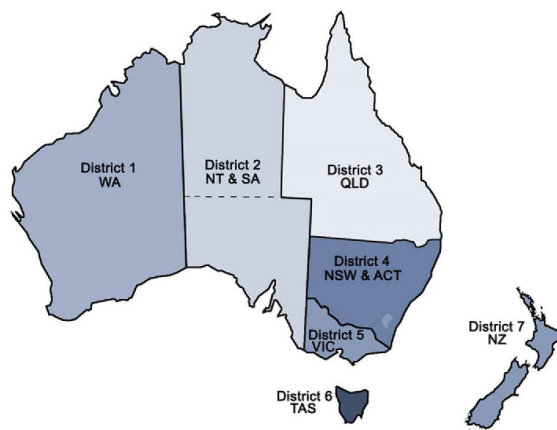 District 1
WA
District 2
NT & SA
District 3
QLD
District 4
NSW & ACT
District 5
VIC
District 6
TAS
District 7
NZ